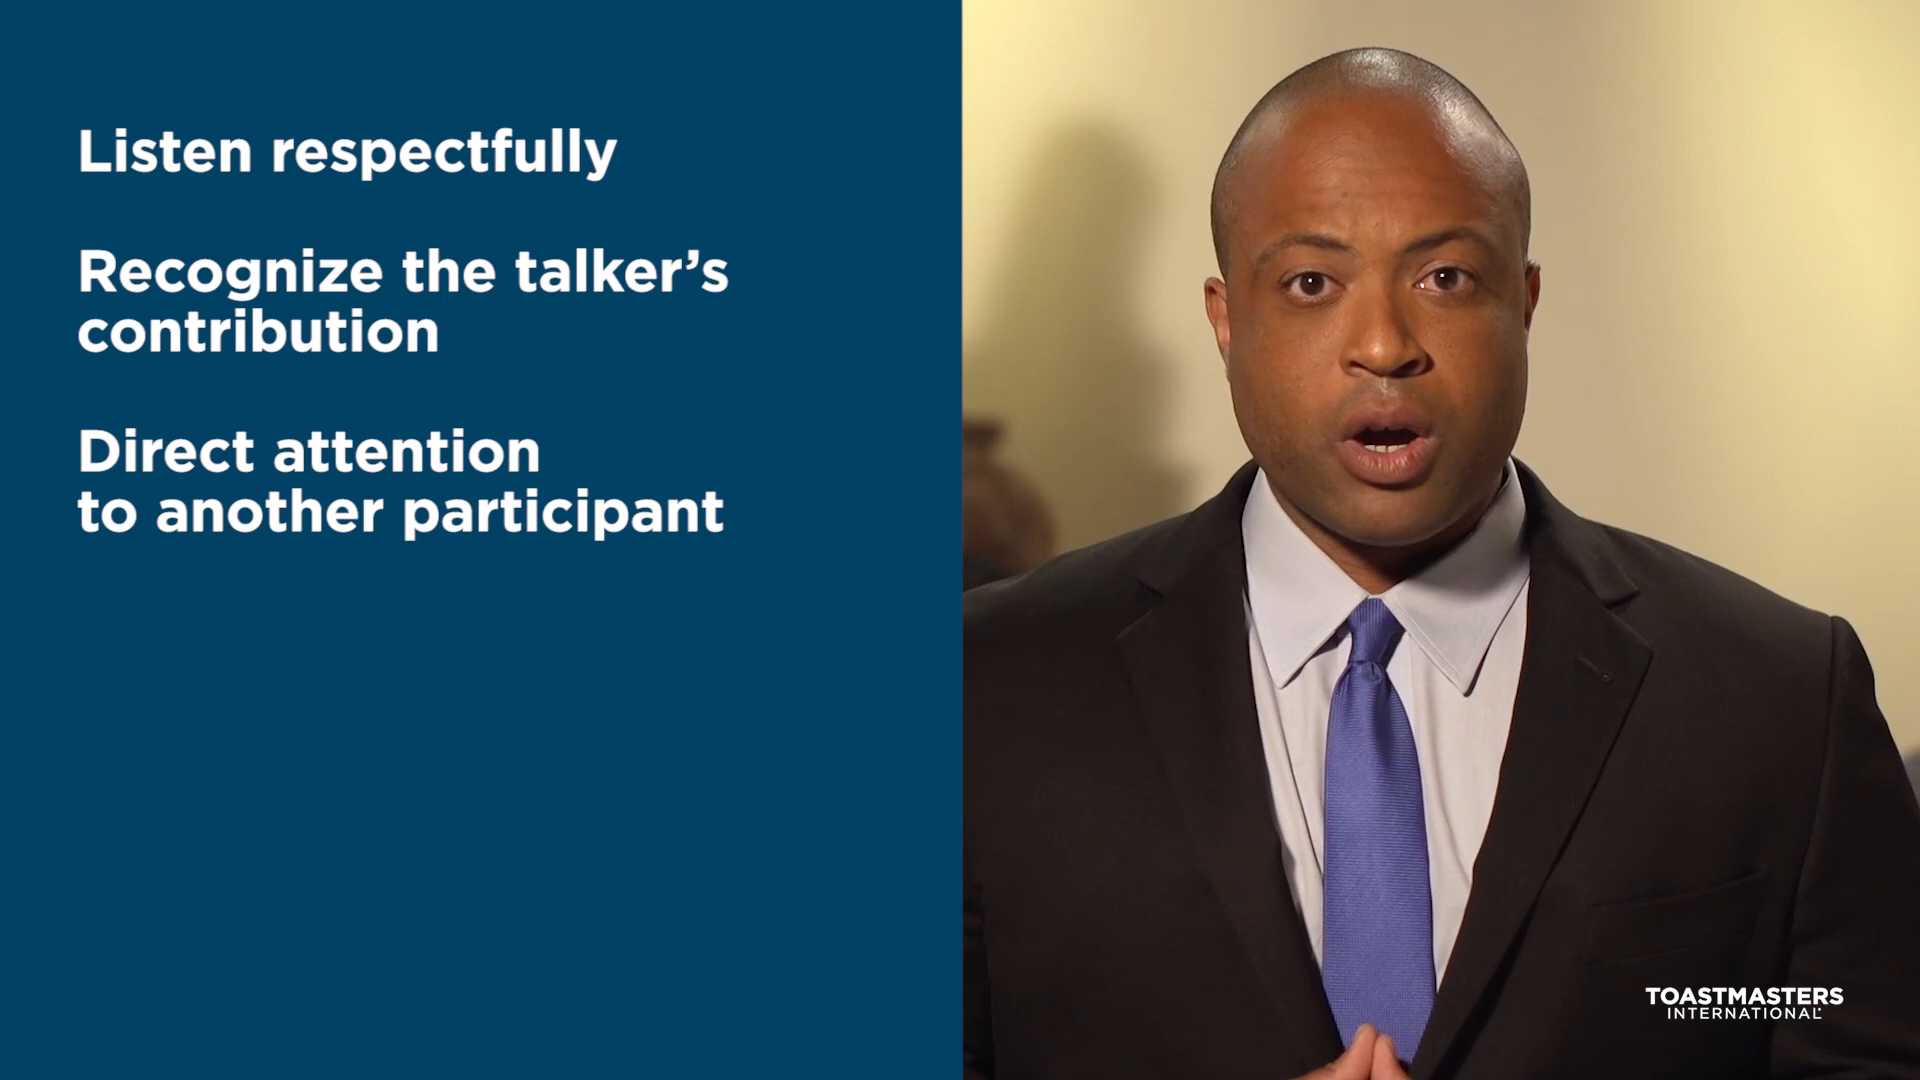 Listen respectfully
Recognize the talker’s
contribution
Direct attention
to another participant
TOASTMASTERS
INTERNATIONAL